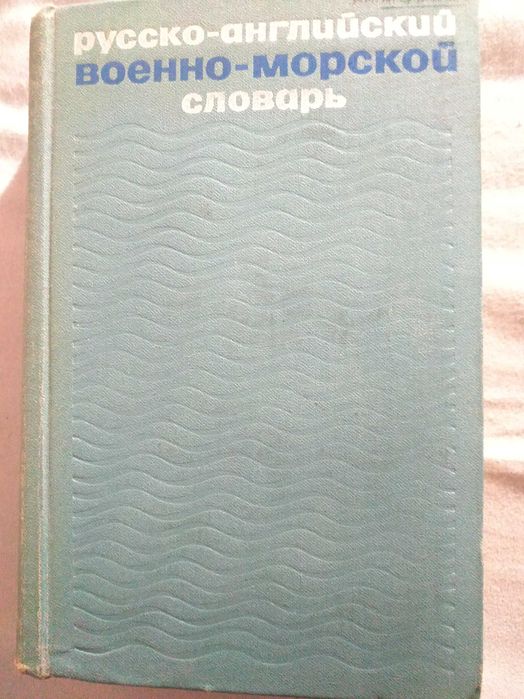 русско-английский
военно-морской
словарь